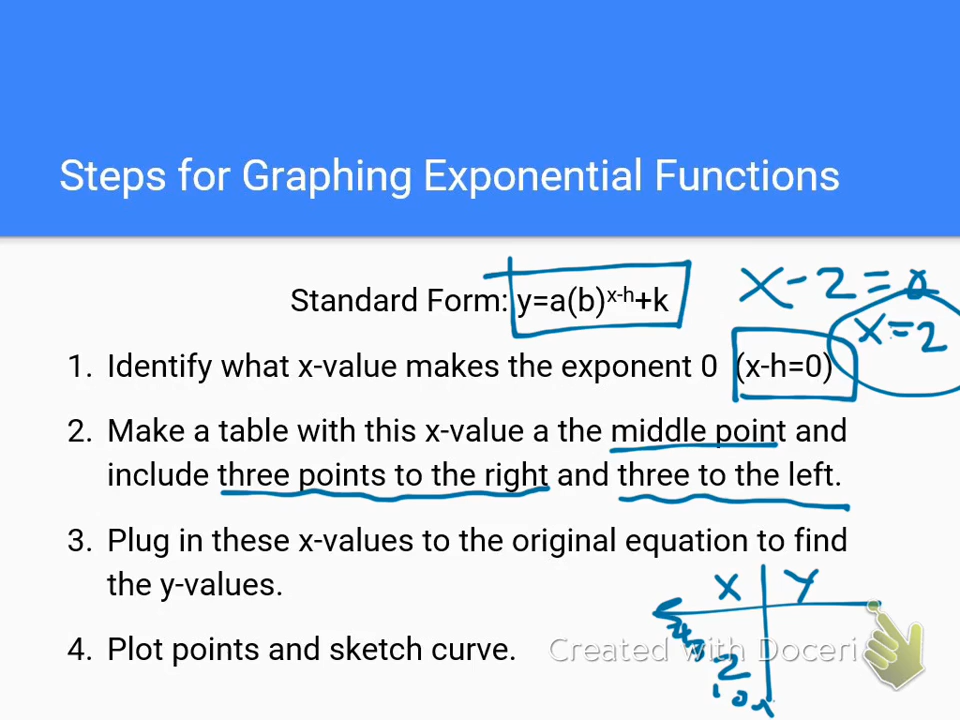 Steps for Graphing Exponential Functions
Standard Form: y=a(b)ˣ⁻ʰ+k
x-2=0
x=2
1. Identify what x-value makes the exponent 0 (x-h=0)
2. Make a table with this x-value a the middle point and
include three points to the right and three to the left.
3. Plug in these x-values to the original equation to find
the y-values.
x y
4. Plot points and sketch curve.
Created with Doceri
2